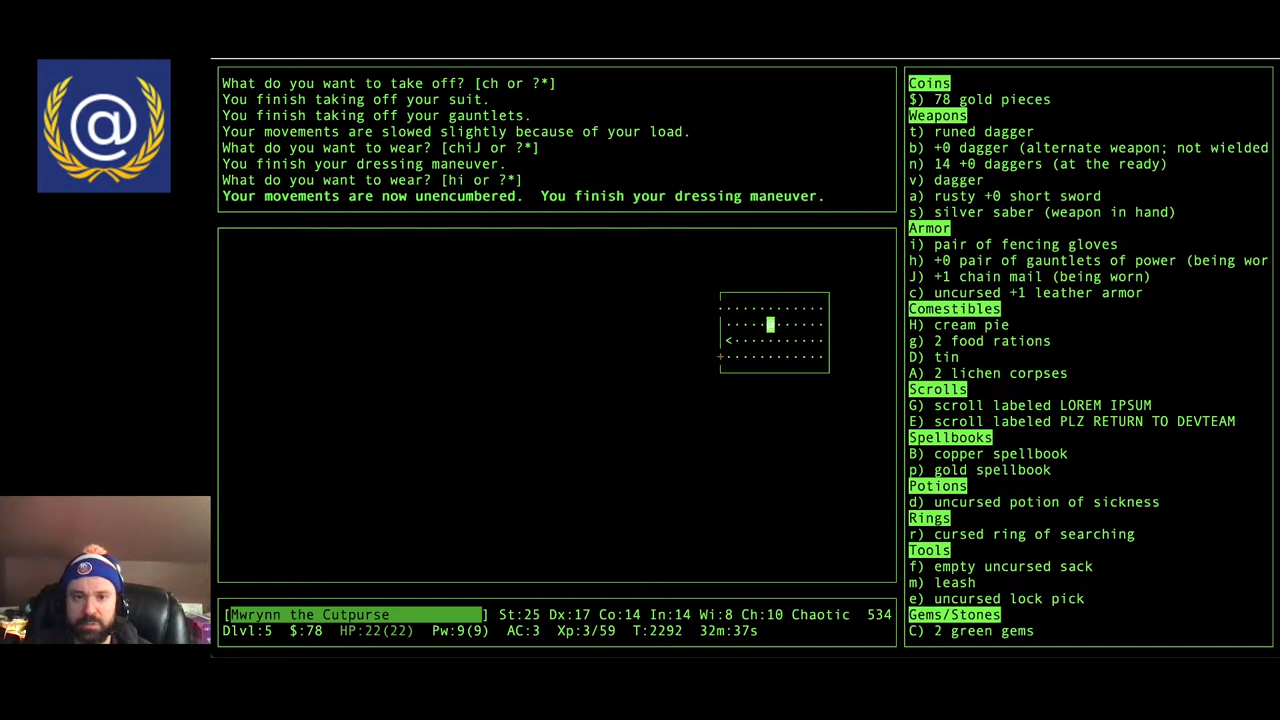 @
What do you want to take off? [ch or ?*]
You finish taking off your suit.
You finish taking off your gauntlets.
Your movements are slowed slightly because of your load.
What do you want to wear? [chiJ or ?*]
You finish your dressing maneuver.
What do you want to wear? [hi or ?*]
Your movements are now unencumbered.  You finish your dressing maneuver.
............
.....@......
<...........
+............
[Mwrynn the Cutpurse] St:25 Dx:17 Co:14 In:14 Wi:8 Ch:10 Chaotic 534
Dlvl:5 $:78 HP:22(22) Pw:9(9) AC:3 Xp:3/59 T:2292 32m:37s
Coins
$) 78 gold pieces
Weapons
t) runed dagger
b) +0 dagger (alternate weapon; not wielded
n) 14 +0 daggers (at the ready)
v) dagger
a) rusty +0 short sword
s) silver saber (weapon in hand)
Armor
i) pair of fencing gloves
h) +0 pair of gauntlets of power (being wor
J) +1 chain mail (being worn)
c) uncursed +1 leather armor
Comestibles
H) cream pie
g) 2 food rations
D) tin
A) 2 lichen corpses
Scrolls
G) scroll labeled LOREM IPSUM
E) scroll labeled PLZ RETURN TO DEVTEAM
Spellbooks
B) copper spellbook
p) gold spellbook
Potions
d) uncursed potion of sickness
Rings
r) cursed ring of searching
Tools
f) empty uncursed sack
m) leash
e) uncursed lock pick
Gems/Stones
C) 2 green gems